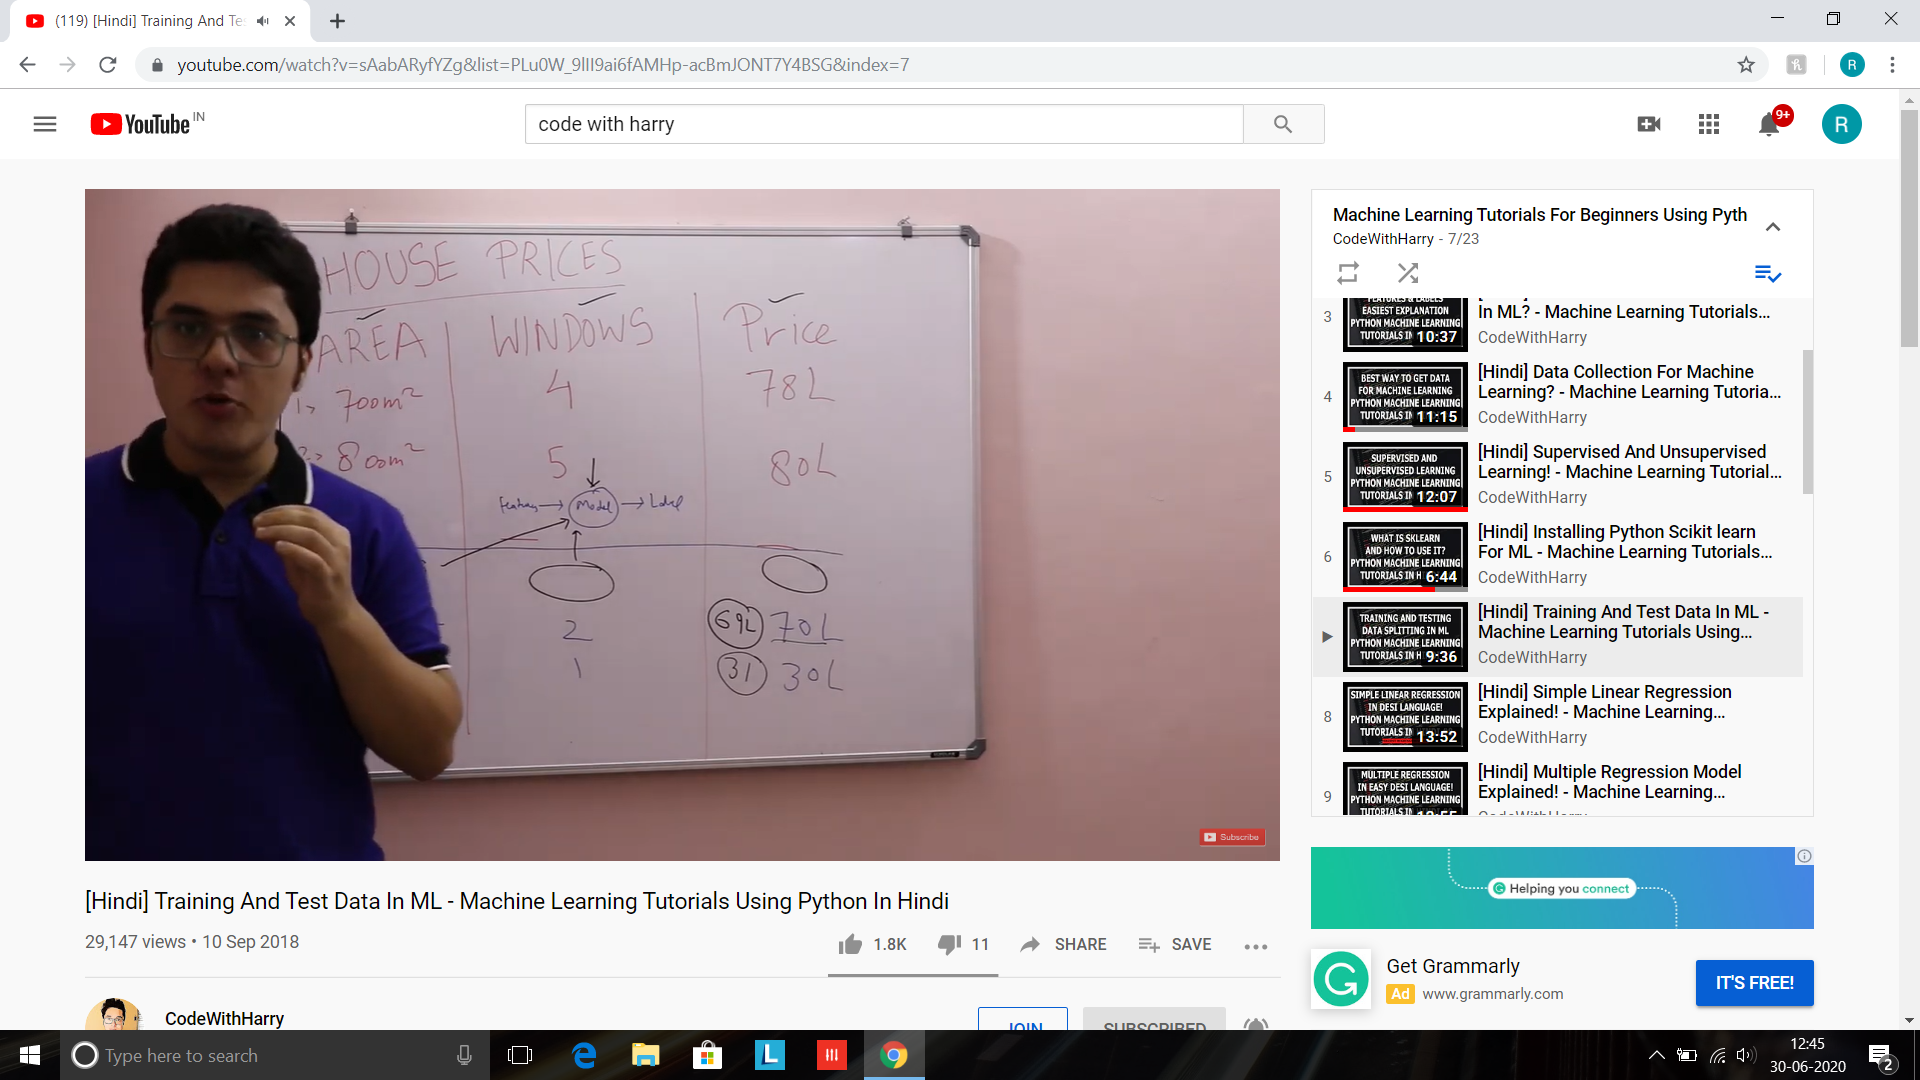 (119) [Hindi] Training And Te
youtube.com/watch?v=sAabARyfYZg&list=PLu0W_9lII9ai6fAMHp-acBmJONT7Y4BSG&index=7
R
YouTube IN
code with harry
9+
R
HOUSE PRICES
AREA WINDOWS Price
1> 700m² 4 78L
800m² 5 80L
Features Model Label
2 69L 70L
1 31 30L
Subscribe
Machine Learning Tutorials For Beginners Using Pyth
CodeWithHarry - 7/23
3
FEATURES & LABELS
EASIEST EXPLANATION
PYTHON MACHINE LEARNING
TUTORIALS IN
10:37
In ML? - Machine Learning Tutorials...
CodeWithHarry
4
BEST WAY TO GET DATA
FOR MACHINE LEARNING
PYTHON MACHINE LEARNING
TUTORIALS IN
11:15
[Hindi] Data Collection For Machine
Learning? - Machine Learning Tutoria...
CodeWithHarry
5
SUPERVISED AND
UNSUPERVISED LEARNING
PYTHON MACHINE LEARNING
TUTORIALS IN
12:07
[Hindi] Supervised And Unsupervised
Learning! - Machine Learning Tutorial...
CodeWithHarry
6
WHAT IS SKLEARN
AND HOW TO USE IT?
PYTHON MACHINE LEARNING
TUTORIALS IN H
6:44
[Hindi] Installing Python Scikit learn
For ML - Machine Learning Tutorials...
CodeWithHarry
TRAINING AND TESTING
DATA SPLITTING IN ML
PYTHON MACHINE LEARNING
TUTORIALS IN H
9:36
[Hindi] Training And Test Data In ML -
Machine Learning Tutorials Using...
CodeWithHarry
8
SIMPLE LINEAR REGRESSION
IN DESI LANGUAGE!
PYTHON MACHINE LEARNING
TUTORIALS IN
13:52
[Hindi] Simple Linear Regression
Explained! - Machine Learning...
CodeWithHarry
9
MULTIPLE REGRESSION
IN EASY DESI LANGUAGE!
PYTHON MACHINE LEARNING
[Hindi] Multiple Regression Model
Explained! - Machine Learning...
[Hindi] Training And Test Data In ML - Machine Learning Tutorials Using Python In Hindi
29,147 views • 10 Sep 2018
1.8K 11 SHARE SAVE
CodeWithHarry
JOIN SUBSCRIBED
Helping you connect
Get Grammarly
Ad www.grammarly.com
IT'S FREE!
Type here to search
L
12:45
30-06-2020
2